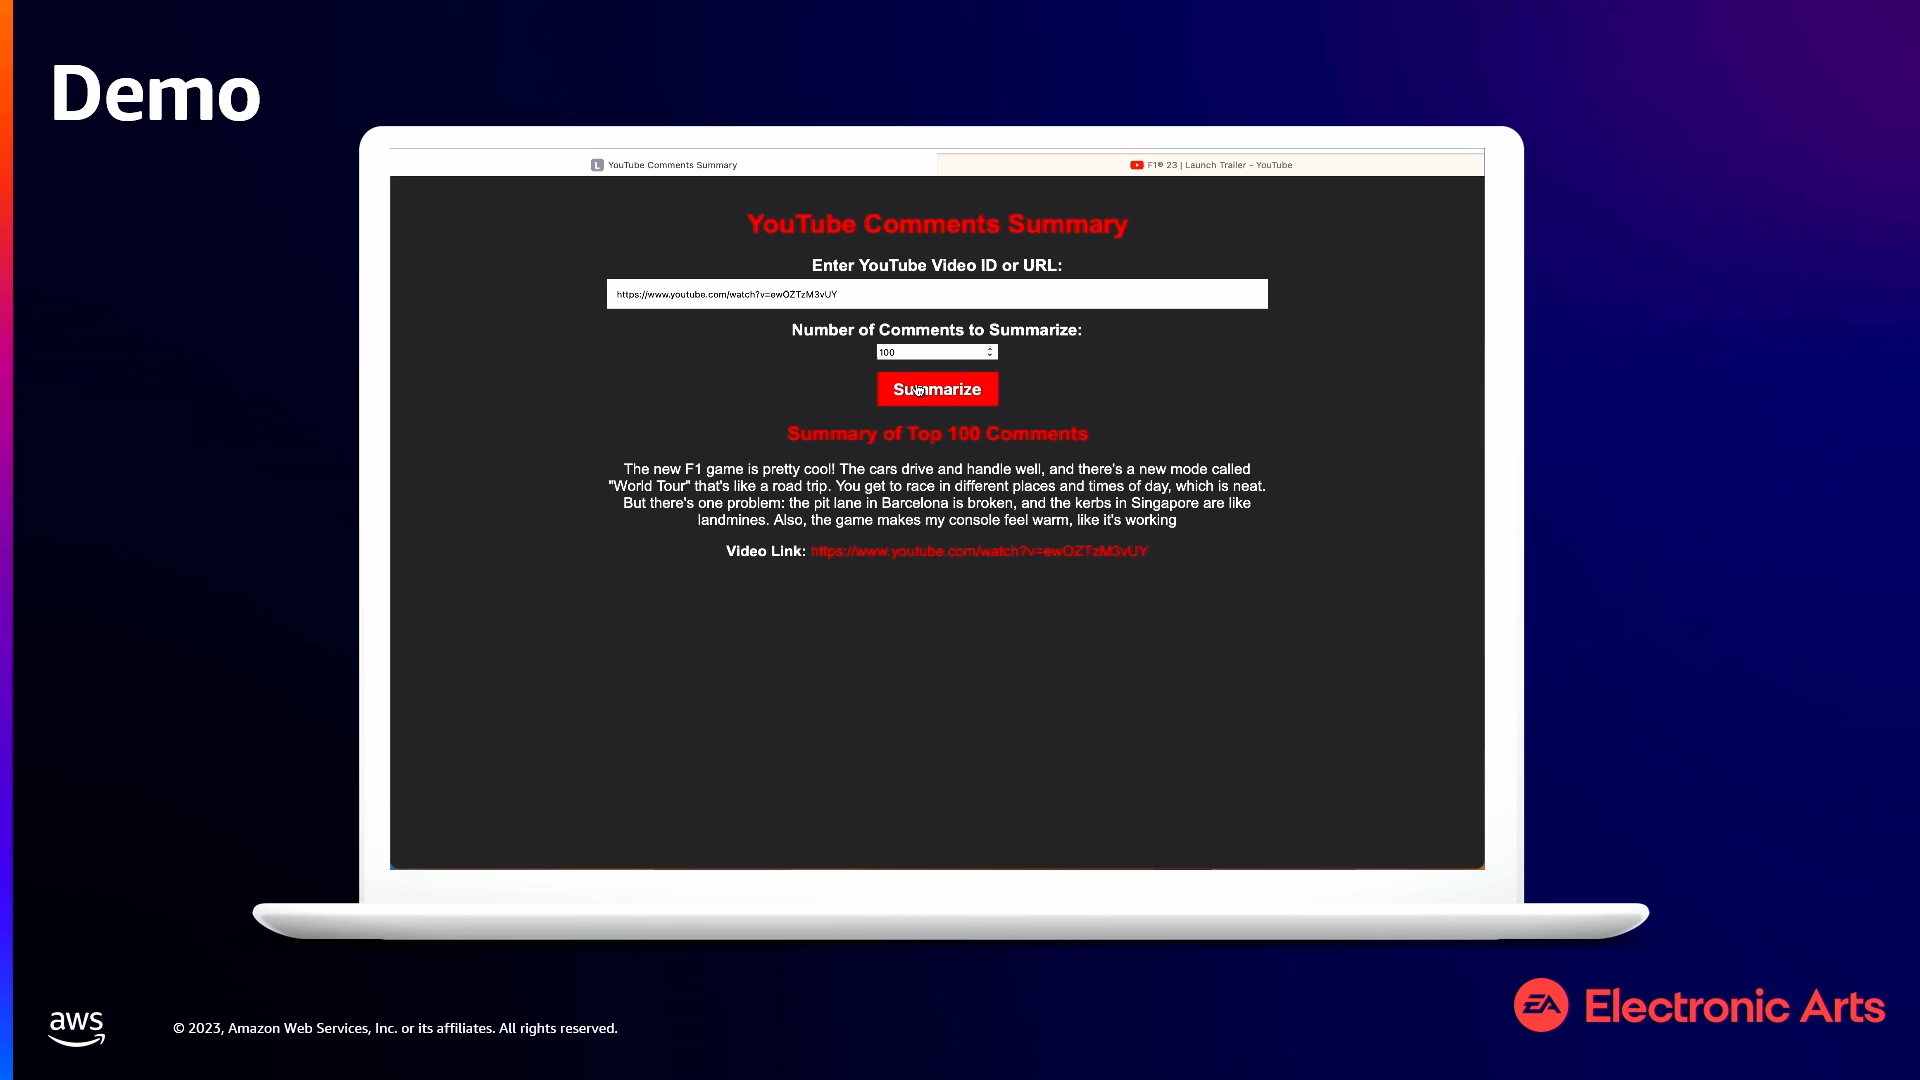 Demo
YouTube Comments Summary
F1® 23 | Launch Trailer - YouTube
YouTube Comments Summary
Enter YouTube Video ID or URL:
https://www.youtube.com/watch?v=ewOZTzM3vUY
Number of Comments to Summarize:
100
Summarize
Summary of Top 100 Comments
The new F1 game is pretty cool! The cars drive and handle well, and there's a new mode called
"World Tour" that's like a road trip. You get to race in different places and times of day, which is neat.
But there's one problem: the pit lane in Barcelona is broken, and the kerbs in Singapore are like
landmines. Also, the game makes my console feel warm, like it's working
Video Link: https://www.youtube.com/watch?v=ewOZTzM3vUY
aws
© 2023, Amazon Web Services, Inc. or its affiliates. All rights reserved.
EA Electronic Arts